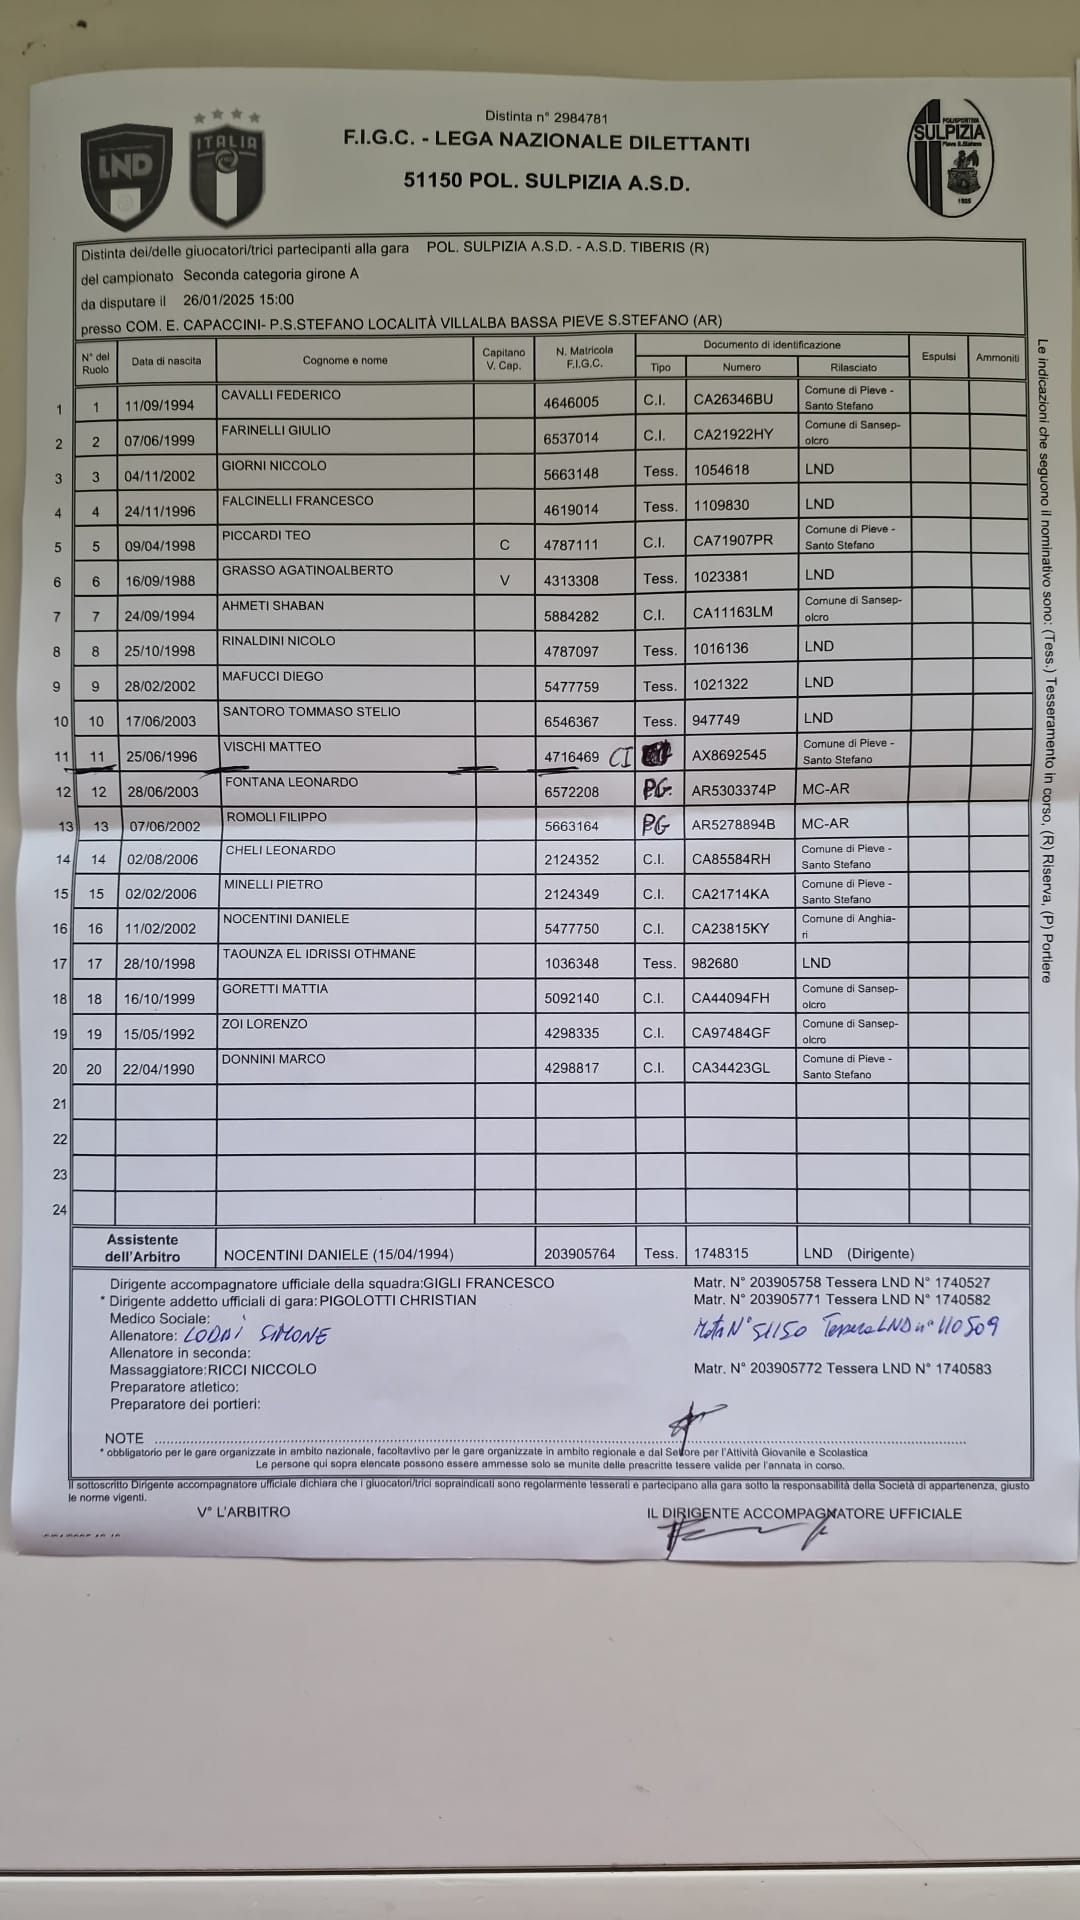 LND
ITALIA
Distinta n° 2984781
F.I.G.C. - LEGA NAZIONALE DILETTANTI
51150 POL. SULPIZIA A.S.D.
POLISPORTIVA
SULPIZIA
Pieve S.Stefano
1925
Distinta dei/delle giuocatori/trici partecipanti alla gara POL. SULPIZIA A.S.D. - A.S.D. TIBERIS (R)
del campionato Seconda categoria girone A
da disputare il 26/01/2025 15:00
presso COM. E. CAPACCINI- P.S.STEFANO LOCALITÀ VILLALBA BASSA PIEVE S.STEFANO (AR)
N° del Ruolo Data di nascita Cognome e nome Capitano V. Cap. N. Matricola F.I.G.C. Documento di identificazione Espulsi Ammoniti
Tipo Numero Rilasciato
1 1 11/09/1994 CAVALLI FEDERICO 4646005 C.I. CA26346BU Comune di Pieve - Santo Stefano
2 2 07/06/1999 FARINELLI GIULIO 6537014 C.I. CA21922HY Comune di Sansep-olcro
3 3 04/11/2002 GIORNI NICCOLO 5663148 Tess. 1054618 LND
4 4 24/11/1996 FALCINELLI FRANCESCO 4619014 Tess. 1109830 LND
5 5 09/04/1998 PICCARDI TEO C 4787111 C.I. CA71907PR Comune di Pieve - Santo Stefano
6 6 16/09/1988 GRASSO AGATINOALBERTO V 4313308 Tess. 1023381 LND
7 7 24/09/1994 AHMETI SHABAN 5884282 C.I. CA11163LM Comune di Sansep-olcro
8 8 25/10/1998 RINALDINI NICOLO 4787097 Tess. 1016136 LND
9 9 28/02/2002 MAFUCCI DIEGO 5477759 Tess. 1021322 LND
10 10 17/06/2003 SANTORO TOMMASO STELIO 6546367 Tess. 947749 LND
11 11 25/06/1996 VISCHI MATTEO 4716469 CI AX8692545 Comune di Pieve - Santo Stefano
12 12 28/06/2003 FONTANA LEONARDO 6572208 PG. AR5303374P MC-AR
13 13 07/06/2002 ROMOLI FILIPPO 5663164 PG AR5278894B MC-AR
14 14 02/08/2006 CHELI LEONARDO 2124352 C.I. CA85584RH Comune di Pieve - Santo Stefano
15 15 02/02/2006 MINELLI PIETRO 2124349 C.I. CA21714KA Comune di Pieve - Santo Stefano
16 16 11/02/2002 NOCENTINI DANIELE 5477750 C.I. CA23815KY Comune di Anghia-ri
17 17 28/10/1998 TAOUNZA EL IDRISSI OTHMANE 1036348 Tess. 982680 LND
18 18 16/10/1999 GORETTI MATTIA 5092140 C.I. CA44094FH Comune di Sansep-olcro
19 19 15/05/1992 ZOI LORENZO 4298335 C.I. CA97484GF Comune di Sansep-olcro
20 20 22/04/1990 DONNINI MARCO 4298817 C.I. CA34423GL Comune di Pieve - Santo Stefano
21
22
23
24
Assistente dell'Arbitro NOCENTINI DANIELE (15/04/1994) 203905764 Tess. 1748315 LND (Dirigente)
Dirigente accompagnatore ufficiale della squadra:GIGLI FRANCESCO Matr. N° 203905758 Tessera LND N° 1740527
* Dirigente addetto ufficiali di gara: PIGOLOTTI CHRISTIAN Matr. N° 203905771 Tessera LND N° 1740582
Medico Sociale:
Allenatore: LODAI SIMONE Matr N° 51150 Tessera LND n° 110509
Allenatore in seconda:
Massaggiatore:RICCI NICCOLO Matr. N° 203905772 Tessera LND N° 1740583
Preparatore atletico:
Preparatore dei portieri:
NOTE
* obbligatorio per le gare organizzate in ambito nazionale, facoltavtivo per le gare organizzate in ambito regionale e dal Settore per l'Attività Giovanile e Scolastica
Le persone qui sopra elencate possono essere ammesse solo se munite delle prescritte tessere valide per l'annata in corso.
Il sottoscritto Dirigente accompagnatore ufficiale dichiara che i giuocatori/trici sopraindicati sono regolarmente tesserati e partecipano alla gara sotto la responsabilità della Società di appartenenza, giusto
le norme vigenti.
V° L'ARBITRO IL DIRIGENTE ACCOMPAGNATORE UFFICIALE
Le indicazioni che seguono il nominativo sono: (Tess.) Tesseramento in corso, (R) Riserva, (P) Portiere